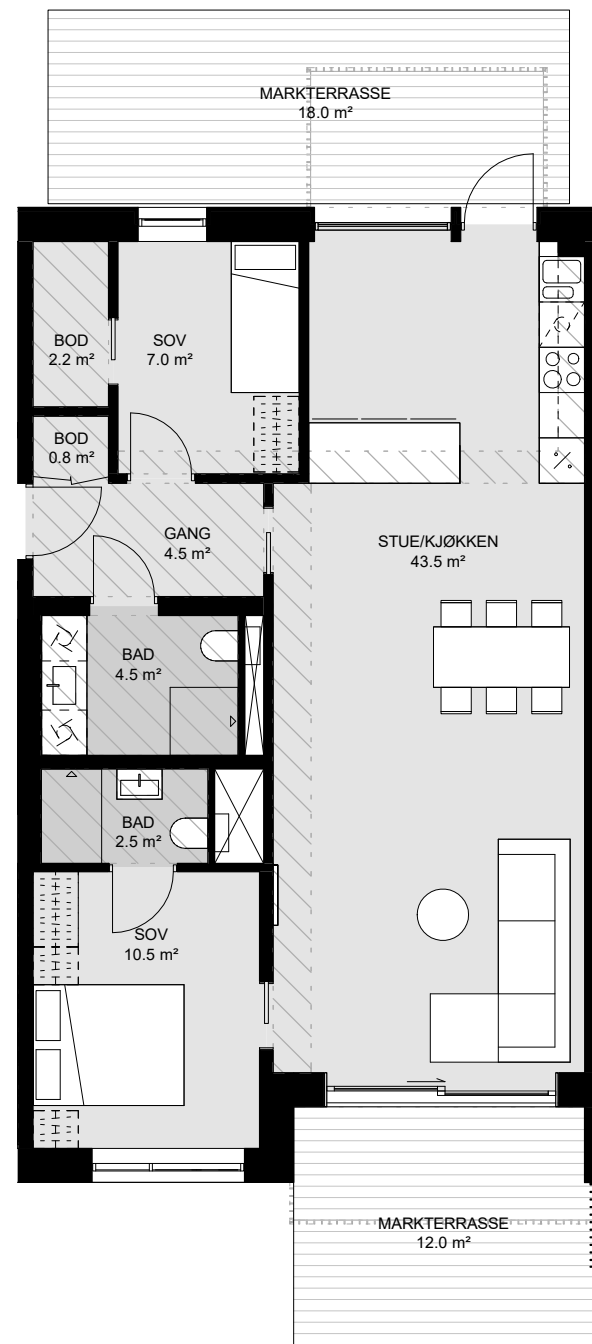 MARKTERRASSE
18.0 m²
BOD
2.2 m²
SOV
7.0 m²
BOD
0.8 m²
GANG
4.5 m²
STUE/KJØKKEN
43.5 m²
BAD
4.5 m²
BAD
2.5 m²
SOV
10.5 m²
MARKTERRASSE
12.0 m²